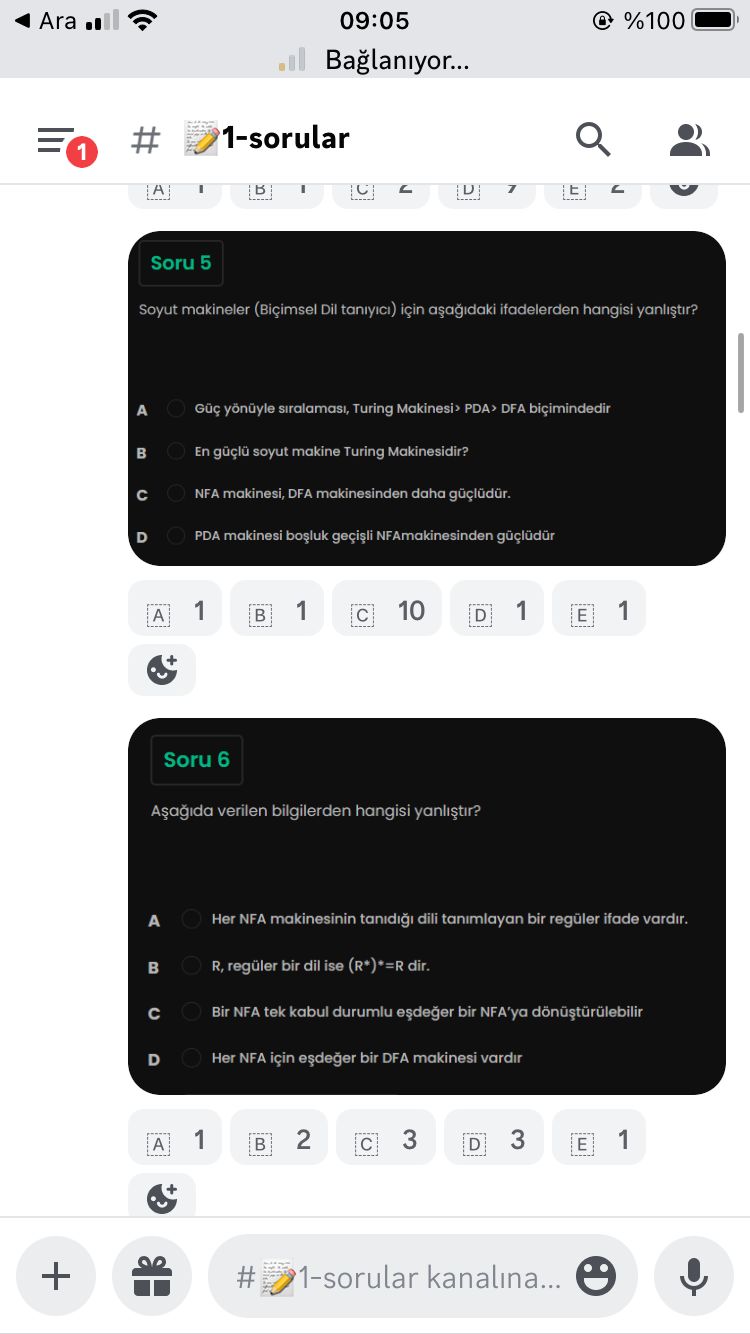 ◀ Ara
09:05
%100
Bağlanıyor...
1
# 📝1-sorular
A 1 B 1 C 2 D 9 E 2
Soru 5
Soyut makineler (Biçimsel Dil tanıyıcı) için aşağıdaki ifadelerden hangisi yanlıştır?
A Güç yönüyle sıralaması, Turing Makinesi> PDA> DFA biçimindedir
B En güçlü soyut makine Turing Makinesidir?
C NFA makinesi, DFA makinesinden daha güçlüdür.
D PDA makinesi boşluk geçişli NFAmakinesinden güçlüdür
A 1 B 1 C 10 D 1 E 1
Soru 6
Aşağıda verilen bilgilerden hangisi yanlıştır?
A Her NFA makinesinin tanıdığı dili tanımlayan bir regüler ifade vardır.
B R, regüler bir dil ise (R*)*=R dir.
C Bir NFA tek kabul durumlu eşdeğer bir NFA'ya dönüştürülebilir
D Her NFA için eşdeğer bir DFA makinesi vardır
A 1 B 2 C 3 D 3 E 1
#📝1-sorular kanalına...